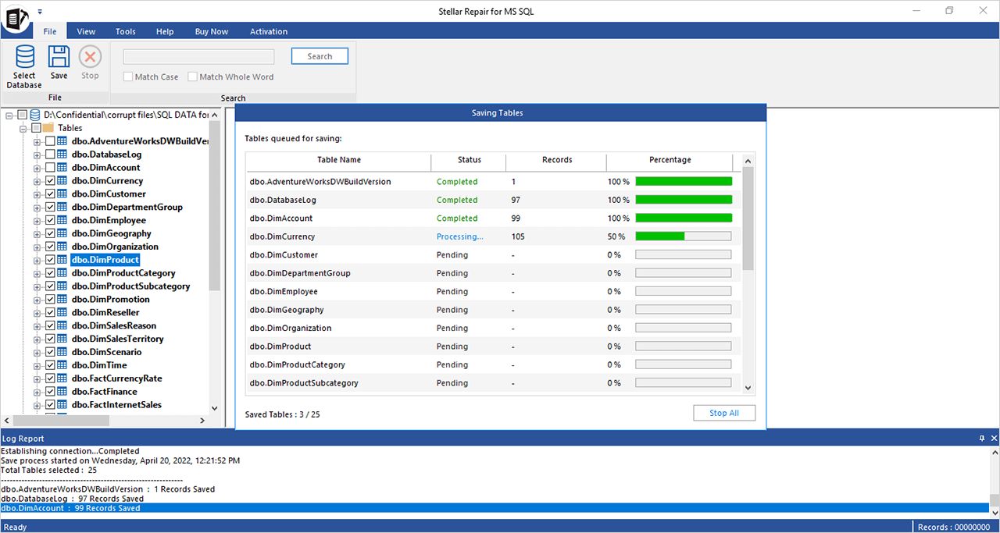 Stellar Repair for MS SQL
File View Tools Help Buy Now Activation
Select Database
Save
Stop
File
Search
Match Case Match Whole Word
Search
D:\Confidential\corrupt files\SQL DATA for
Tables
dbo.AdventureWorksDWBuildVer
dbo.DatabaseLog
dbo.DimAccount
dbo.DimCurrency
dbo.DimCustomer
dbo.DimDepartmentGroup
dbo.DimEmployee
dbo.DimGeography
dbo.DimOrganization
dbo.DimProduct
dbo.DimProductCategory
dbo.DimProductSubcategory
dbo.DimPromotion
dbo.DimReseller
dbo.DimSalesReason
dbo.DimSalesTerritory
dbo.DimScenario
dbo.DimTime
dbo.FactCurrencyRate
dbo.FactFinance
dbo.FactInternetSales
Saving Tables
Tables queued for saving:
Table Name Status Records Percentage
dbo.AdventureWorksDWBuildVersion Completed 1 100 %
dbo.DatabaseLog Completed 97 100 %
dbo.DimAccount Completed 99 100 %
dbo.DimCurrency Processing... 105 50 %
dbo.DimCustomer Pending - 0 %
dbo.DimDepartmentGroup Pending - 0 %
dbo.DimEmployee Pending - 0 %
dbo.DimGeography Pending - 0 %
dbo.DimOrganization Pending - 0 %
dbo.DimProduct Pending - 0 %
dbo.DimProductCategory Pending - 0 %
dbo.DimProductSubcategory Pending - 0 %
Saved Tables : 3 / 25
Stop All
Log Report
Establishing connection...Completed
Save process started on Wednesday, April 20, 2022, 12:21:52 PM
Total Tables selected : 25
----------------------------------------------------------
dbo.AdventureWorksDWBuildVersion : 1 Records Saved
dbo.DatabaseLog : 97 Records Saved
dbo.DimAccount : 99 Records Saved
Ready
Records : 00000000